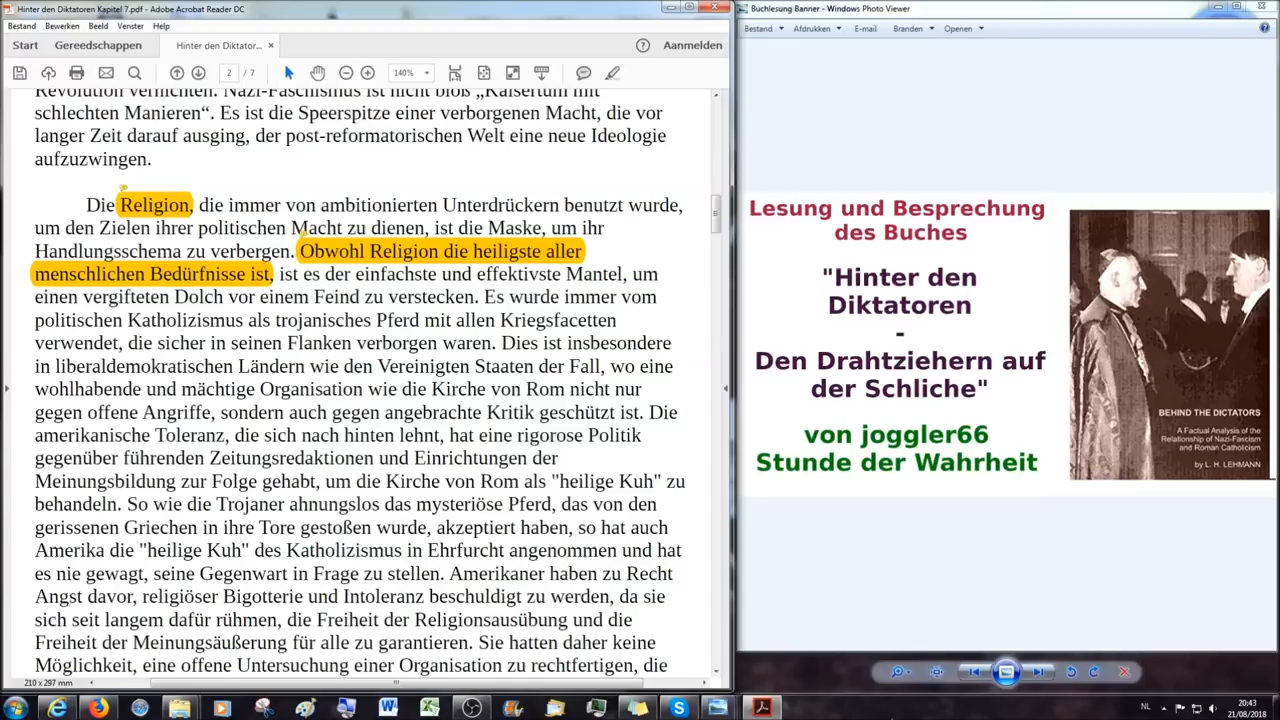 Hinter den Diktatoren Kapitel 7.pdf - Adobe Acrobat Reader DC
Bestand Bewerken Beeld Venster Help
Start Gereedschappen Hinter den Diktator... × Aanmelden
2 / 7 140%
Revolution vernichten. Nazi-Faschismus ist nicht bloß „Kaisertum mit
schlechten Manieren“. Es ist die Speerspitze einer verborgenen Macht, die vor
langer Zeit darauf ausging, der post-reformatorischen Welt eine neue Ideologie
aufzuzwingen.
Die Religion, die immer von ambitionierten Unterdrückern benutzt wurde,
um den Zielen ihrer politischen Macht zu dienen, ist die Maske, um ihr
Handlungsschema zu verbergen. Obwohl Religion die heiligste aller
menschlichen Bedürfnisse ist, ist es der einfachste und effektivste Mantel, um
einen vergifteten Dolch vor einem Feind zu verstecken. Es wurde immer vom
politischen Katholizismus als trojanisches Pferd mit allen Kriegsfacetten
verwendet, die sicher in seinen Flanken verborgen waren. Dies ist insbesondere
in liberaldemokratischen Ländern wie den Vereinigten Staaten der Fall, wo eine
wohlhabende und mächtige Organisation wie die Kirche von Rom nicht nur
gegen offene Angriffe, sondern auch gegen angebrachte Kritik geschützt ist. Die
amerikanische Toleranz, die sich nach hinten lehnt, hat eine rigorose Politik
gegenüber führenden Zeitungsredaktionen und Einrichtungen der
Meinungsbildung zur Folge gehabt, um die Kirche von Rom als "heilige Kuh" zu
behandeln. So wie die Trojaner ahnungslos das mysteriöse Pferd, das von den
gerissenen Griechen in ihre Tore gestoßen wurde, akzeptiert haben, so hat auch
Amerika die "heilige Kuh" des Katholizismus in Ehrfurcht angenommen und hat
es nie gewagt, seine Gegenwart in Frage zu stellen. Amerikaner haben zu Recht
Angst davor, religiöser Bigotterie und Intoleranz beschuldigt zu werden, da sie
sich seit langem dafür rühmen, die Freiheit der Religionsausübung und die
Freiheit der Meinungsäußerung für alle zu garantieren. Sie hatten daher keine
Möglichkeit, eine offene Untersuchung einer Organisation zu rechtfertigen, die
210 x 297 mm
Buchlesung Banner - Windows Photo Viewer
Bestand Afdrukken E-mail Branden Openen
Lesung und Besprechung
des Buches
"Hinter den
Diktatoren
-
Den Drahtziehern auf
der Schliche"
von joggler66
Stunde der Wahrheit
BEHIND THE DICTATORS
A Factual Analysis of the
Relationship of Nazi-Fascism
and Roman Catholicism
by L. H. LEHMANN
NL 20:43
21/08/2018